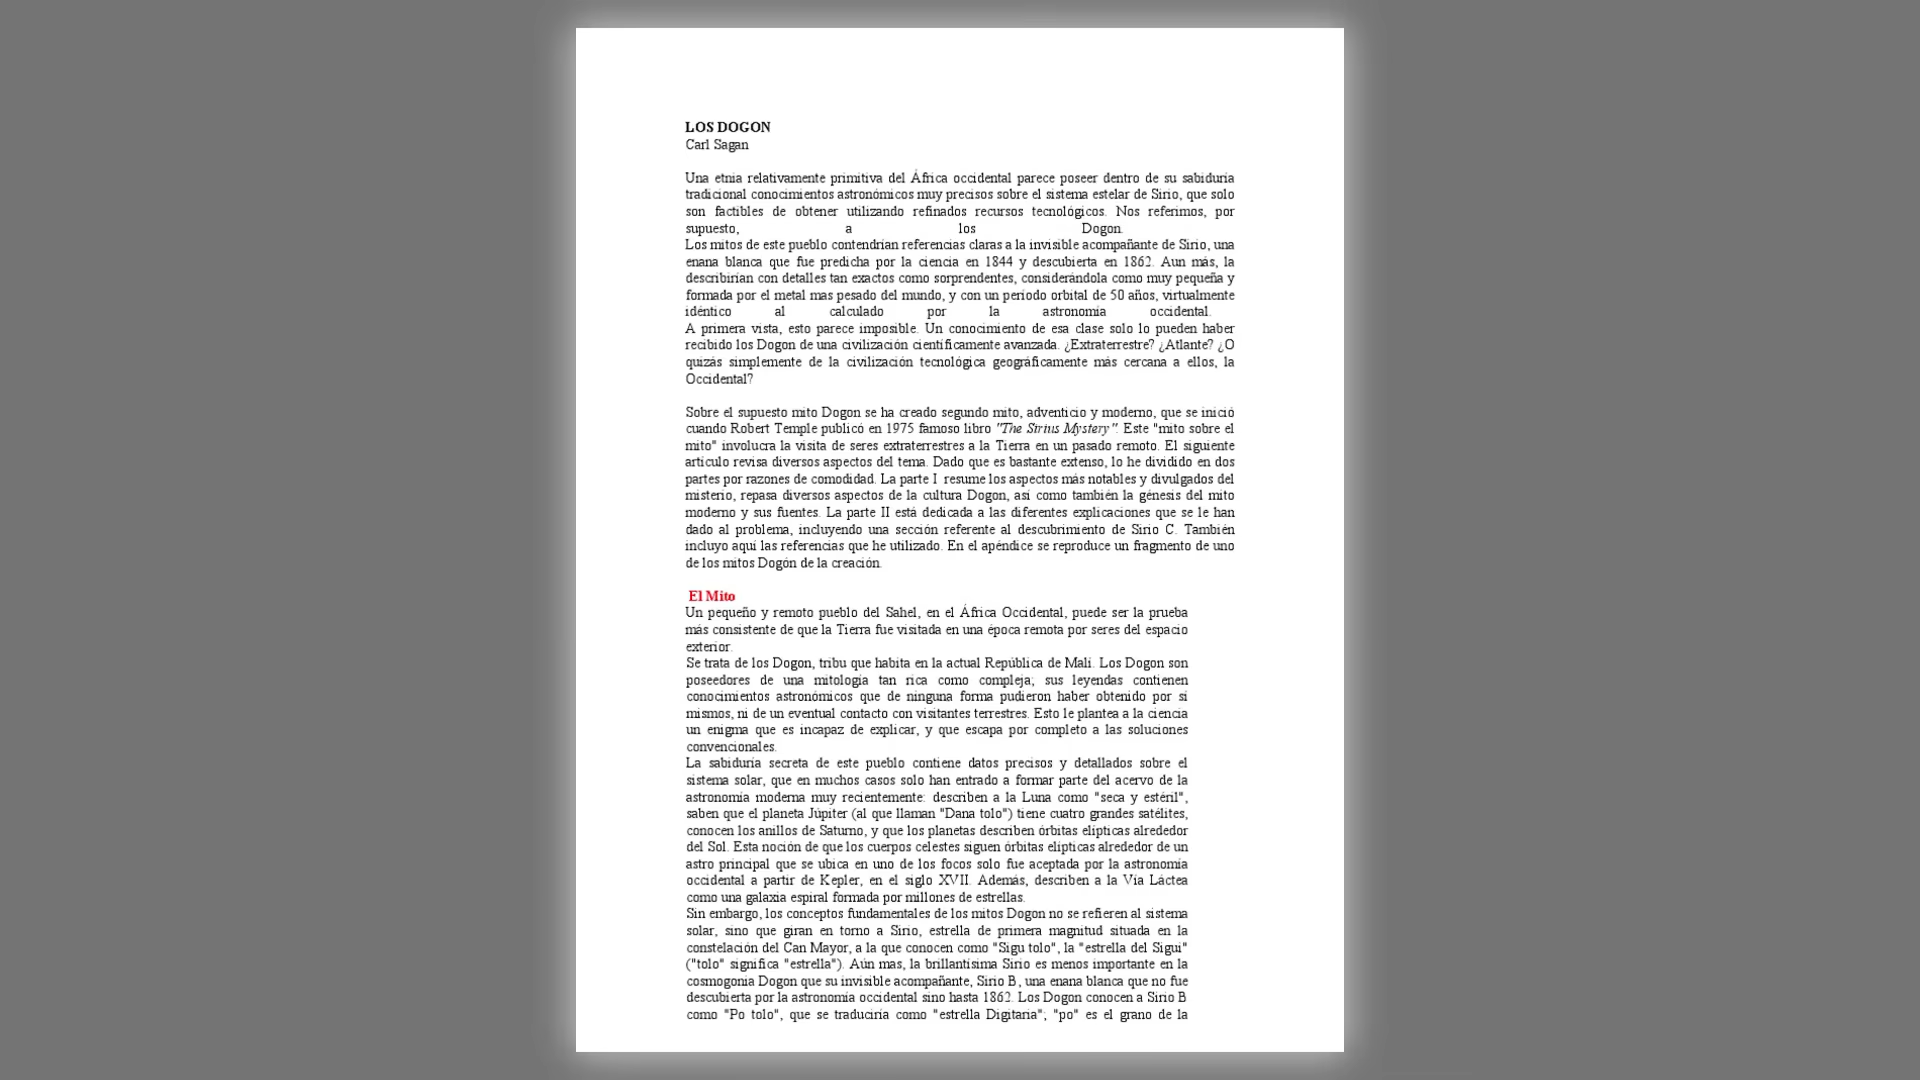 LOS DOGON
Carl Sagan
Una etnia relativamente primitiva del África occidental parece poseer dentro de su sabiduría
tradicional conocimientos astronómicos muy precisos sobre el sistema estelar de Sirio, que solo
son factibles de obtener utilizando refinados recursos tecnológicos. Nos referimos, por
supuesto, a los Dogon.
Los mitos de este pueblo contendrían referencias claras a la invisible acompañante de Sirio, una
enana blanca que fue predicha por la ciencia en 1844 y descubierta en 1862. Aun más, la
describirían con detalles tan exactos como sorprendentes, considerándola como muy pequeña y
formada por el metal mas pesado del mundo, y con un período orbital de 50 años, virtualmente
idéntico al calculado por la astronomía occidental.
A primera vista, esto parece imposible. Un conocimiento de esa clase solo lo pueden haber
recibido los Dogon de una civilización científicamente avanzada. ¿Extraterrestre? ¿Atlante? ¿O
quizás simplemente de la civilización tecnológica geográficamente más cercana a ellos, la
Occidental?
Sobre el supuesto mito Dogon se ha creado segundo mito, adventicio y moderno, que se inició
cuando Robert Temple publicó en 1975 famoso libro "The Sirius Mystery". Este "mito sobre el
mito" involucra la visita de seres extraterrestres a la Tierra en un pasado remoto. El siguiente
artículo revisa diversos aspectos del tema. Dado que es bastante extenso, lo he dividido en dos
partes por razones de comodidad. La parte I resume los aspectos más notables y divulgados del
misterio, repasa diversos aspectos de la cultura Dogon, así como también la génesis del mito
moderno y sus fuentes. La parte II está dedicada a las diferentes explicaciones que se le han
dado al problema, incluyendo una sección referente al descubrimiento de Sirio C. También
incluyo aquí las referencias que he utilizado. En el apéndice se reproduce un fragmento de uno
de los mitos Dogón de la creación.
El Mito
Un pequeño y remoto pueblo del Sahel, en el África Occidental, puede ser la prueba
más consistente de que la Tierra fue visitada en una época remota por seres del espacio
exterior.
Se trata de los Dogon, tribu que habita en la actual República de Mali. Los Dogon son
poseedores de una mitología tan rica como compleja; sus leyendas contienen
conocimientos astronómicos que de ninguna forma pudieron haber obtenido por sí
mismos, ni de un eventual contacto con visitantes terrestres. Esto le plantea a la ciencia
un enigma que es incapaz de explicar, y que escapa por completo a las soluciones
convencionales.
La sabiduría secreta de este pueblo contiene datos precisos y detallados sobre el
sistema solar, que en muchos casos solo han entrado a formar parte del acervo de la
astronomía moderna muy recientemente: describen a la Luna como "seca y estéril",
saben que el planeta Júpiter (al que llaman "Dana tolo") tiene cuatro grandes satélites,
conocen los anillos de Saturno, y que los planetas describen órbitas elípticas alrededor
del Sol. Esta noción de que los cuerpos celestes siguen órbitas elípticas alrededor de un
astro principal que se ubica en uno de los focos solo fue aceptada por la astronomía
occidental a partir de Kepler, en el siglo XVII. Además, describen a la Vía Láctea
como una galaxia espiral formada por millones de estrellas.
Sin embargo, los conceptos fundamentales de los mitos Dogon no se refieren al sistema
solar, sino que giran en torno a Sirio, estrella de primera magnitud situada en la
constelación del Can Mayor, a la que conocen como "Sigu tolo", la "estrella del Sigui"
("tolo" significa "estrella"). Aún mas, la brillantísima Sirio es menos importante en la
cosmogonía Dogon que su invisible acompañante, Sirio B, una enana blanca que no fue
descubierta por la astronomía occidental sino hasta 1862. Los Dogon conocen a Sirio B
como "Po tolo", que se traduciría como "estrella Digitaria"; "po" es el grano de la